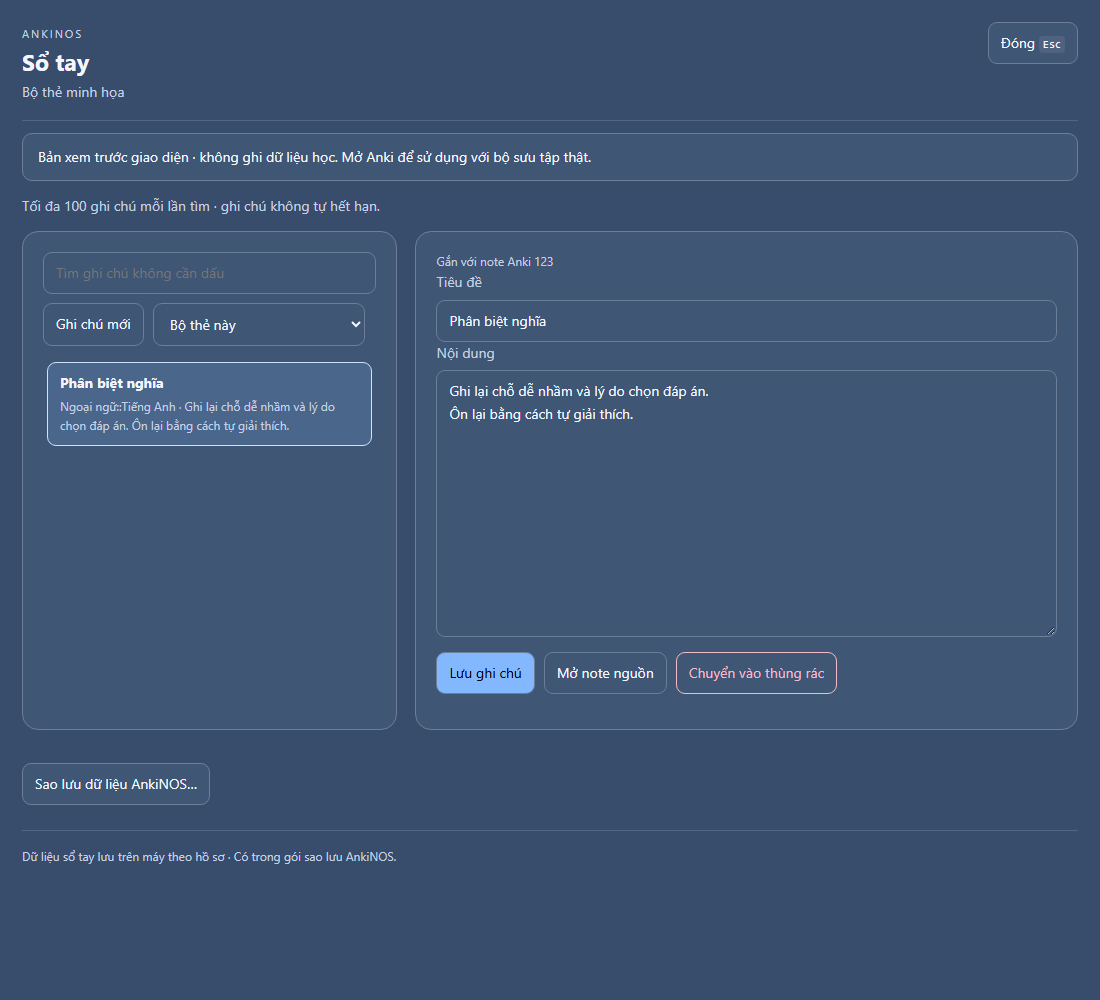 ANKINOS
Sổ tay
Bộ thẻ minh họa
Đóng Esc
Bản xem trước giao diện · không ghi dữ liệu học. Mở Anki để sử dụng với bộ sưu tập thật.
Tối đa 100 ghi chú mỗi lần tìm · ghi chú không tự hết hạn.
Tìm ghi chú không cần dấu
Ghi chú mới
Bộ thẻ này
Phân biệt nghĩa
Ngoại ngữ::Tiếng Anh · Ghi lại chỗ dễ nhầm và lý do
chọn đáp án. Ôn lại bằng cách tự giải thích.
Gắn với note Anki 123
Tiêu đề
Phân biệt nghĩa
Nội dung
Ghi lại chỗ dễ nhầm và lý do chọn đáp án.
Ôn lại bằng cách tự giải thích.
Lưu ghi chú
Mở note nguồn
Chuyển vào thùng rác
Sao lưu dữ liệu AnkiNOS...
Dữ liệu sổ tay lưu trên máy theo hồ sơ · Có trong gói sao lưu AnkiNOS.